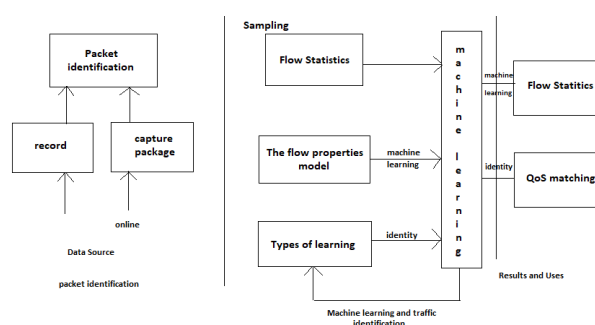 Sampling
Packet
identification
record
capture
package
online
Data Source
packet identification
Flow Statistics
The flow properties
model
Types of learning
machine
learning
identity
machine learning
Machine learning and traffic
identification
machine
learning
identity
Flow Statitics
QoS matching
Results and Uses